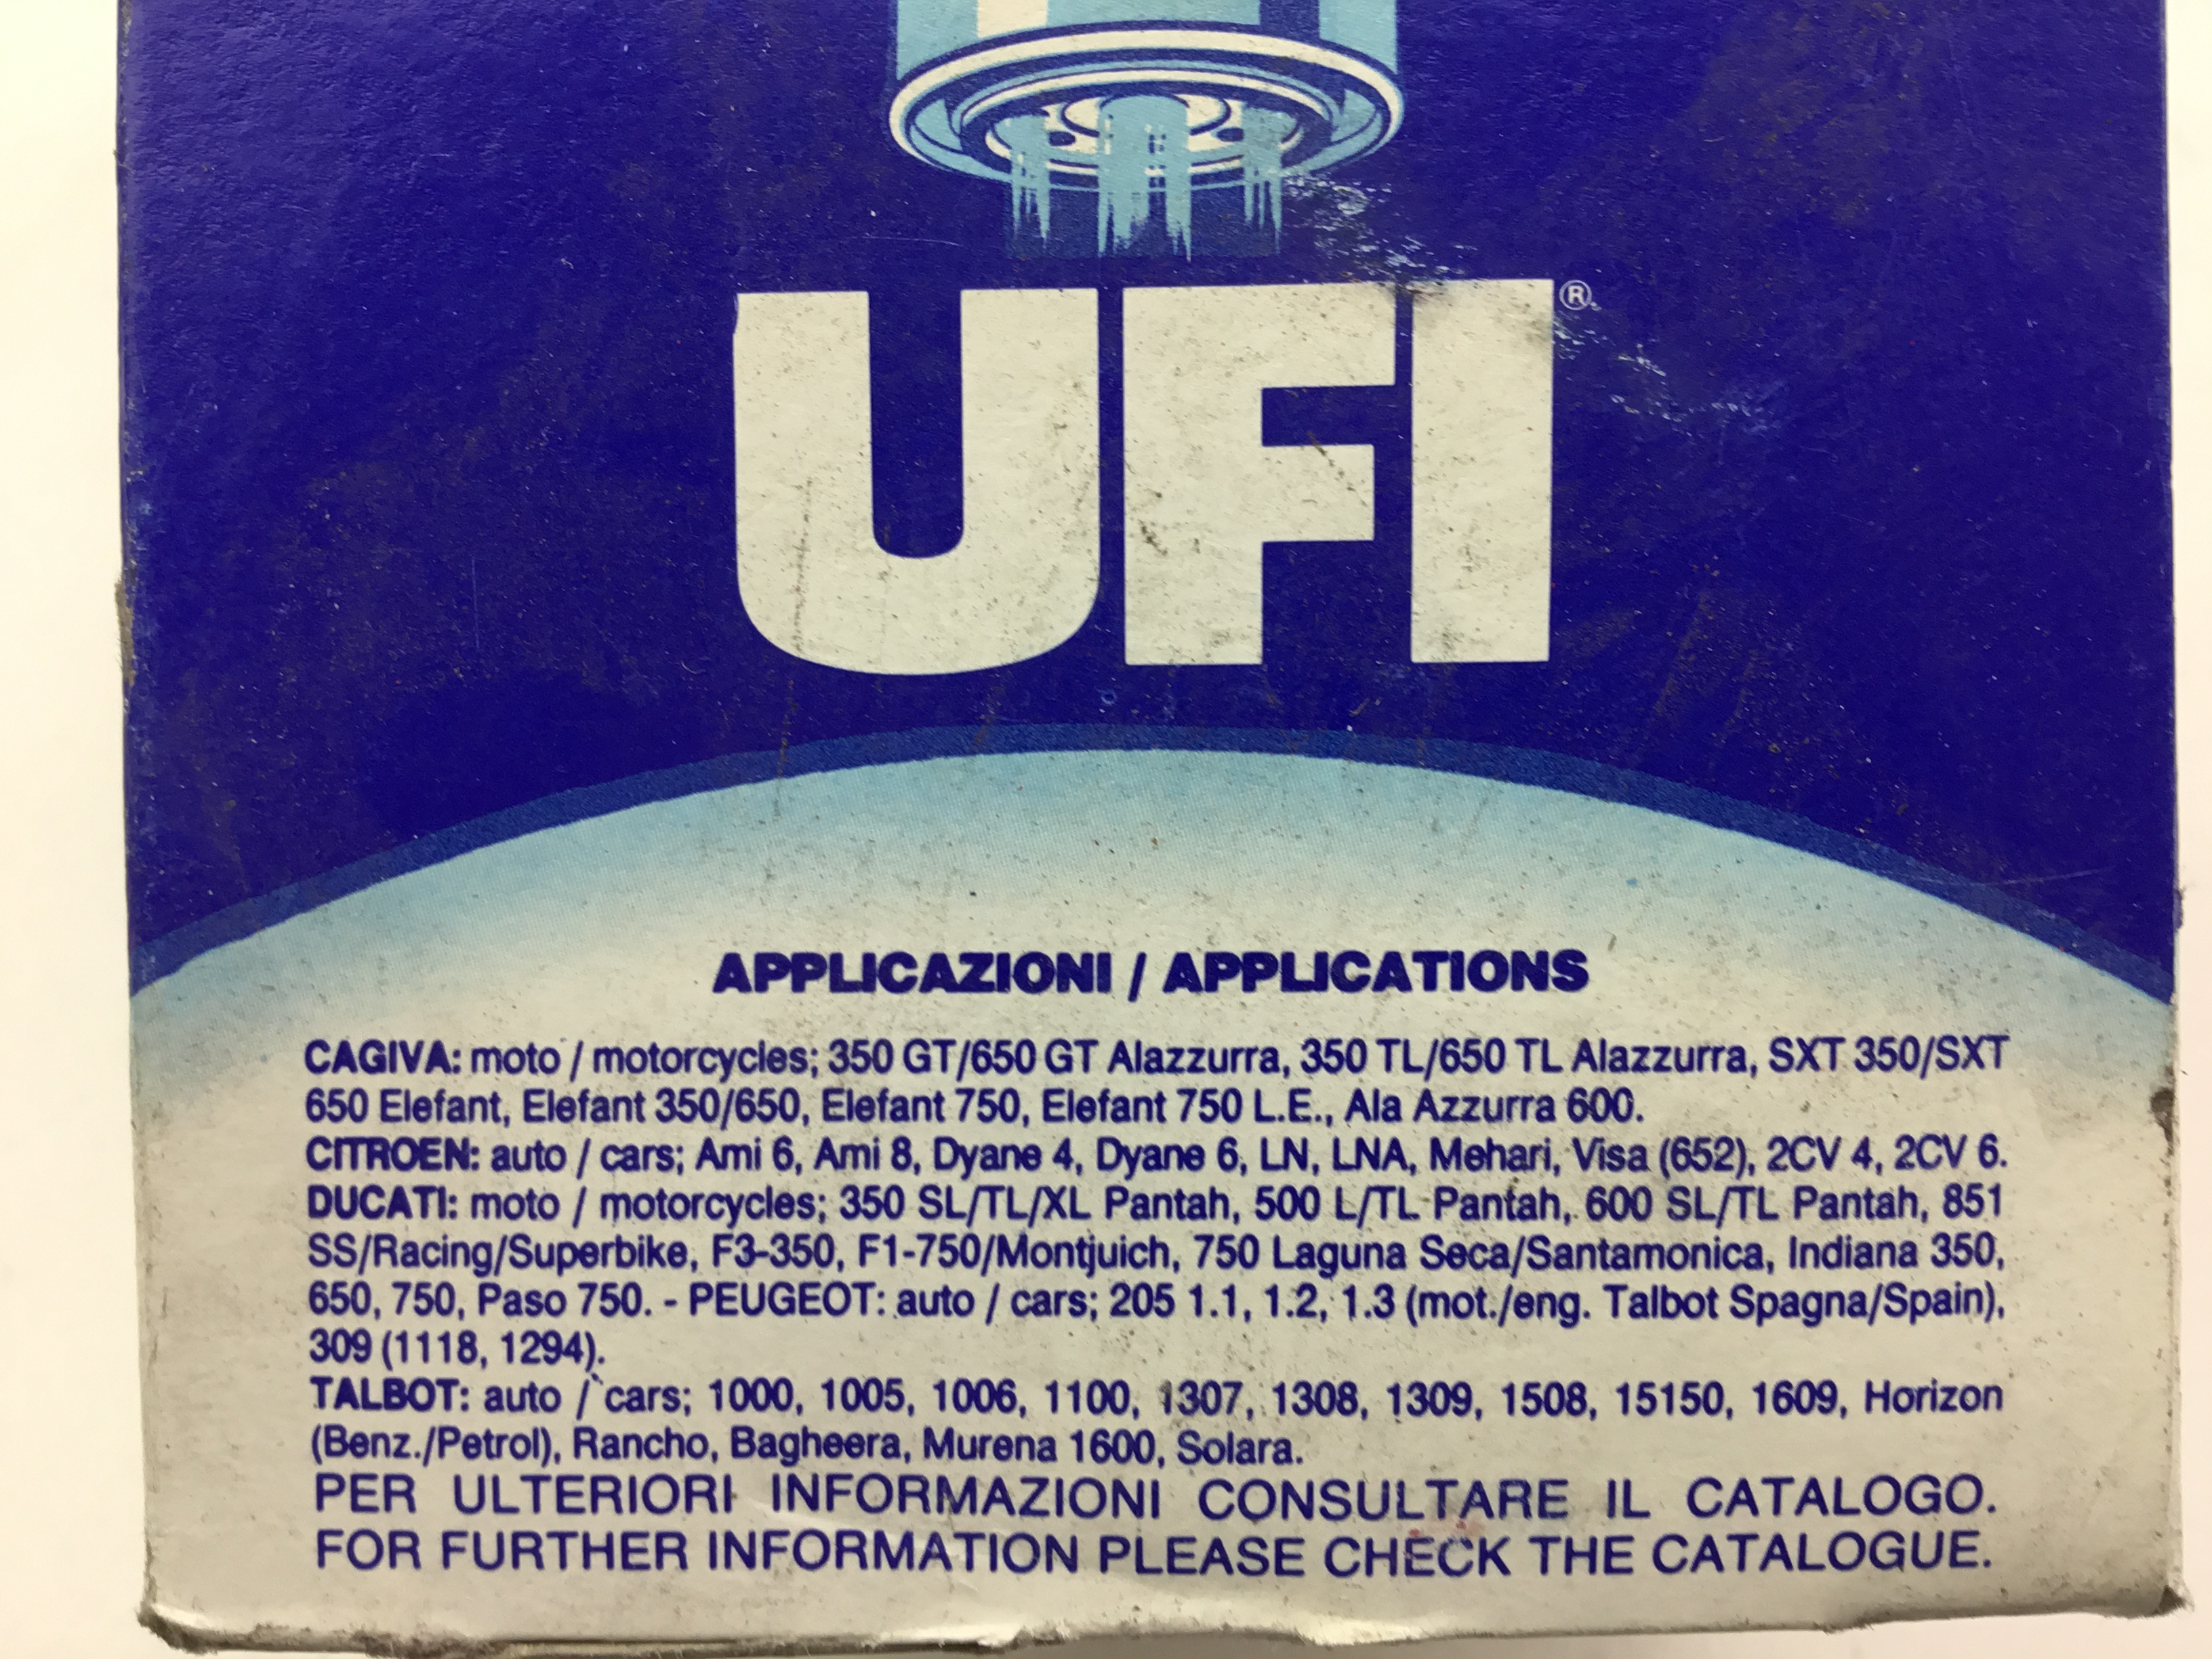 UFI®
APPLICAZIONI / APPLICATIONS
CAGIVA: moto / motorcycles; 350 GT/650 GT Alazzurra, 350 TL/650 TL Alazzurra, SXT 350/SXT
650 Elefant, Elefant 350/650, Elefant 750, Elefant 750 L.E., Ala Azzurra 600.
CITROEN: auto / cars; Ami 6, Ami 8, Dyane 4, Dyane 6, LN, LNA, Mehari, Visa (652), 2CV 4, 2CV 6.
DUCATI: moto / motorcycles; 350 SL/TL/XL Pantah, 500 L/TL Pantah, 600 SL/TL Pantah, 851
SS/Racing/Superbike, F3-350, F1-750/Montjuich, 750 Laguna Seca/Santamonica, Indiana 350,
650, 750, Paso 750. - PEUGEOT: auto / cars; 205 1.1, 1.2, 1.3 (mot./eng. Talbot Spagna/Spain),
309 (1118, 1294).
TALBOT: auto / cars; 1000, 1005, 1006, 1100, 1307, 1308, 1309, 1508, 15150, 1609, Horizon
(Benz./Petrol), Rancho, Bagheera, Murena 1600, Solara.
PER ULTERIORI INFORMAZIONI CONSULTARE IL CATALOGO.
FOR FURTHER INFORMATION PLEASE CHECK THE CATALOGUE.